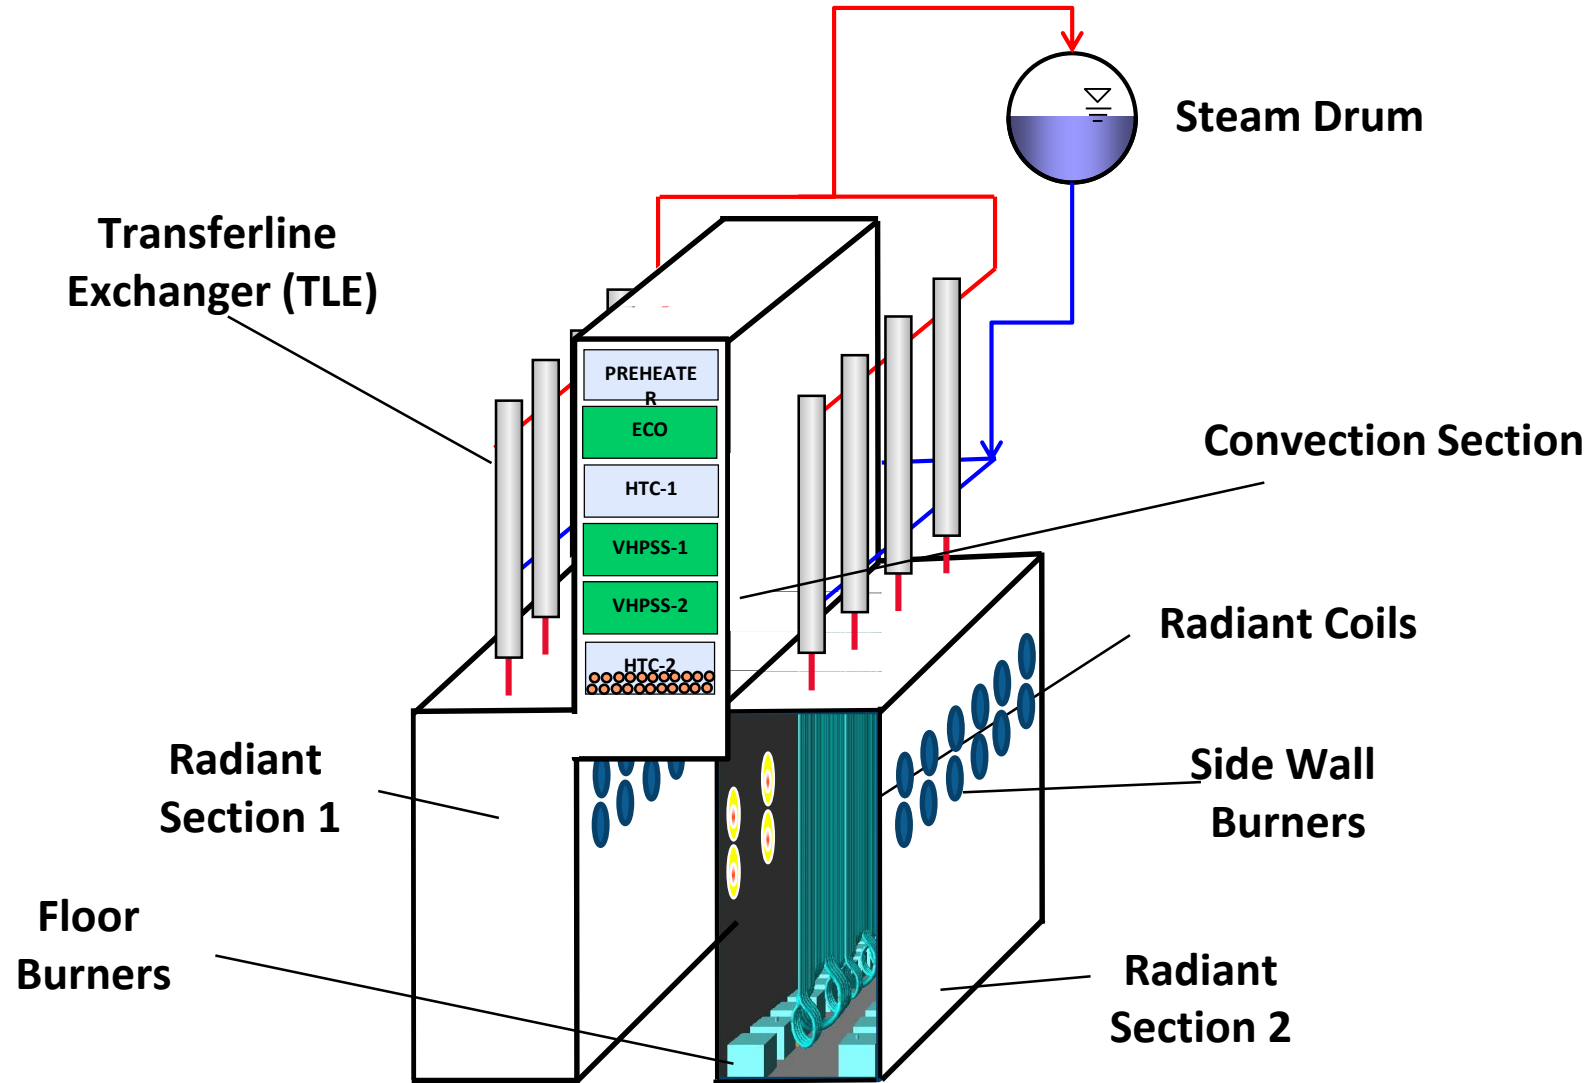 Steam Drum
Transferline
Exchanger (TLE)
PREHEATE
R
ECO
Convection Section
HTC-1
VHPSS-1
VHPSS-2
Radiant Coils
HTC-2
Radiant
Section 1
Side Wall
Burners
Floor
Burners
Radiant
Section 2